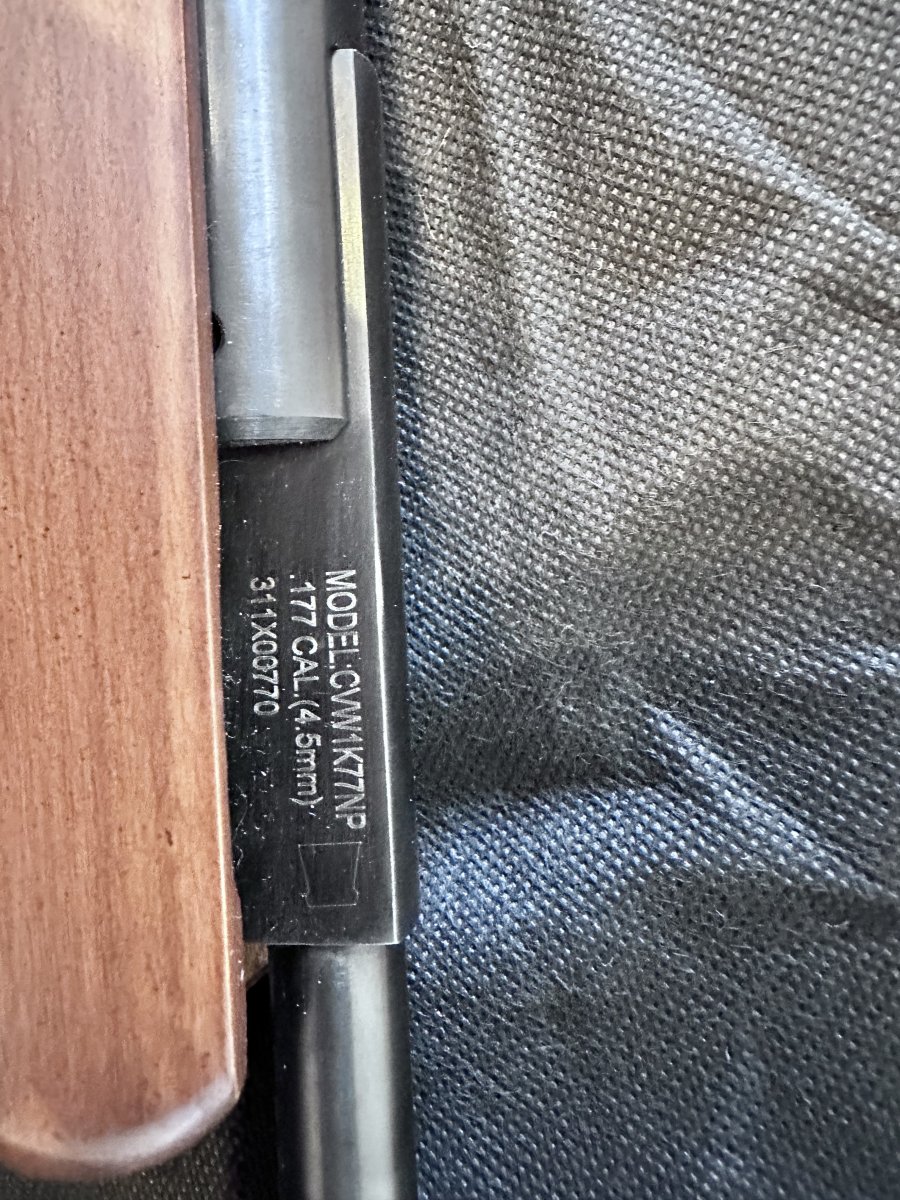 MODEL:CVW1K77NP
.177 CAL.(4.5mm)
311X00770